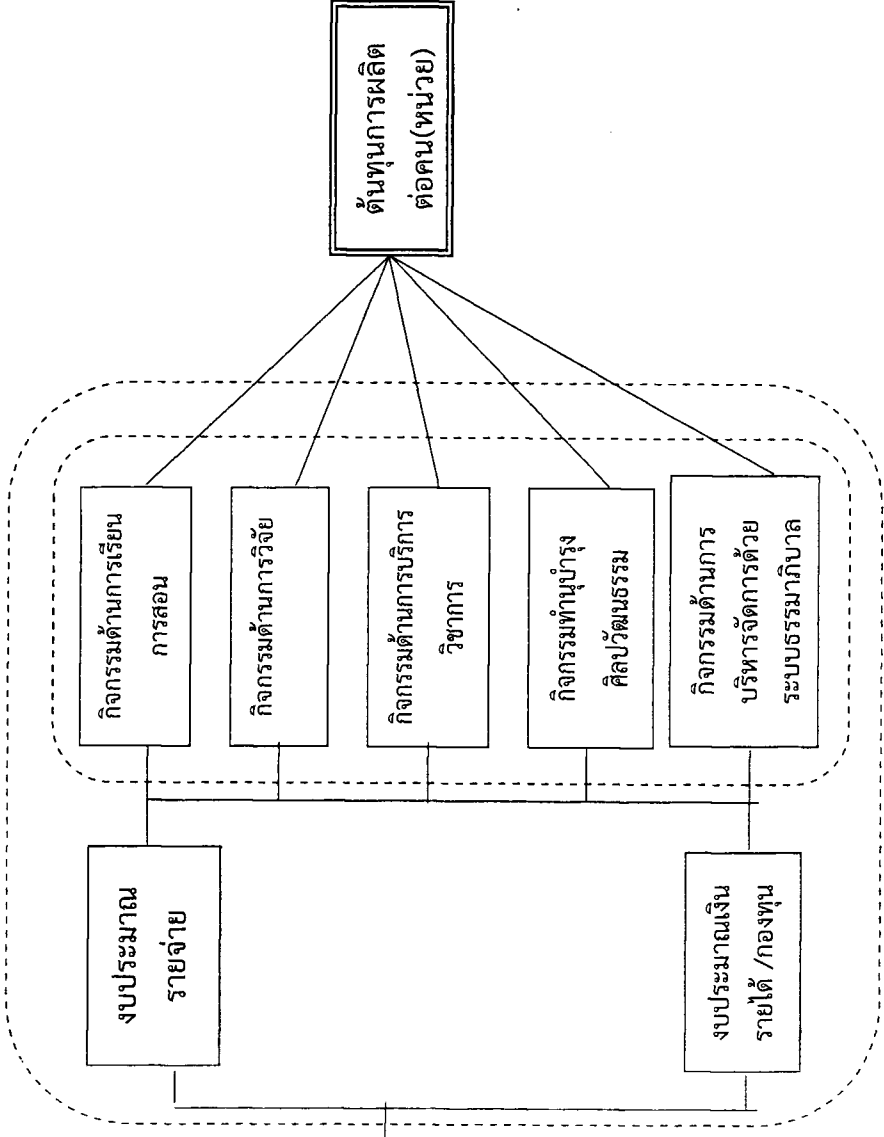 งบประมาณ
รายจ่าย
งบประมาณเงิน
รายได้ /กองทุน
กิจกรรมด้านการเรียน
การสอน
กิจกรรมด้านการวิจัย
กิจกรรมด้านการบริการ
วิชาการ
กิจกรรมทำนุบำรุง
ศิลปวัฒนธรรม
กิจกรรมด้านการ
บริหารจัดการด้วย
ระบบธรรมาภิบาล
ต้นทุนการผลิต
ต่อคน(หน่วย)